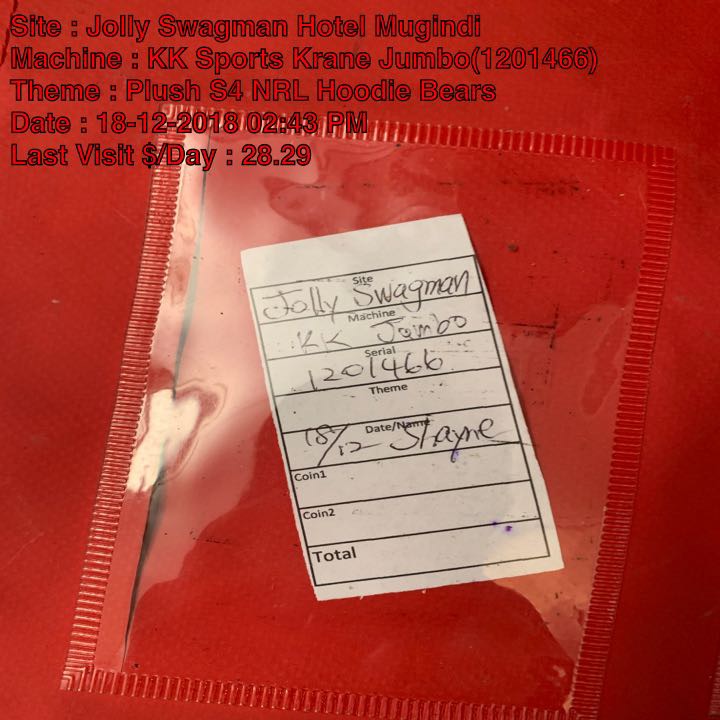 Site : Jolly Swagman Hotel Mugindi
Machine : KK Sports Krane Jumbo(1201466)
Theme : Plush S4 NRL Hoodie Bears
Date : 18-12-2018 02:43 PM
Last Visit $/Day : 28.29
Site
Jolly Swagman
Machine
KK Jumbo
Serial
1201466
Theme
Date/Name
18/12 Shayne
Coin1
Coin2
Total